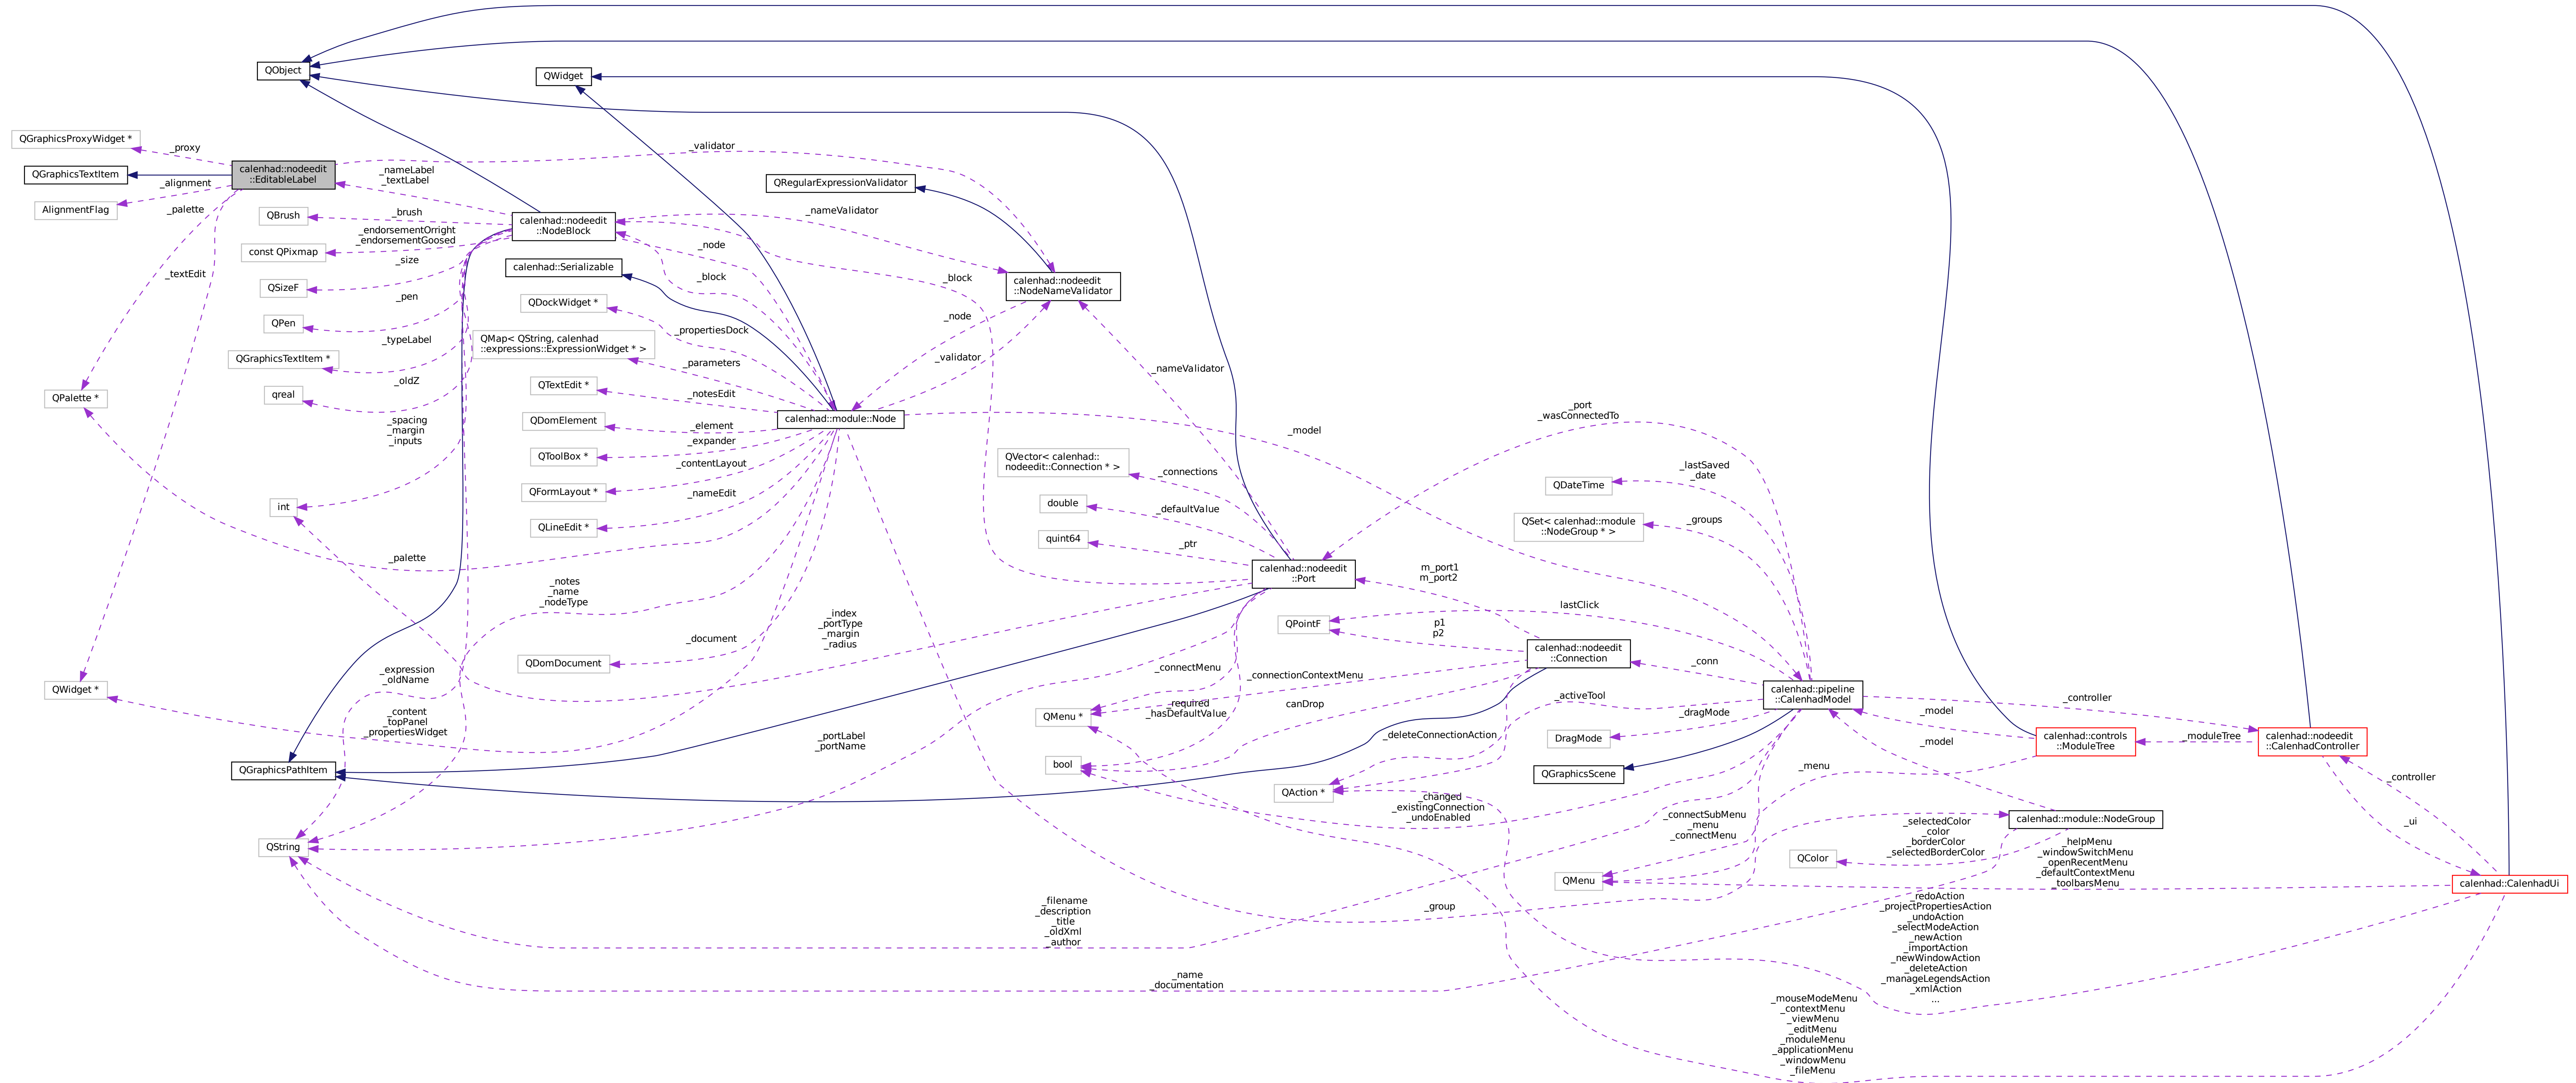 QObject
QWidget
QGraphicsProxyWidget *
_proxy
_validator
calenhad::nodeedit
::EditableLabel
QGraphicsTextItem
_nameLabel
_textLabel
_alignment
QRegularExpressionValidator
AlignmentFlag
_palette
QBrush
_brush
calenhad::nodeedit
::NodeBlock
_nameValidator
_endorsementOrright
_endorsementGoosed
const QPixmap
_node
_size
calenhad::Serializable
_textEdit
_block
_block
QSizeF
calenhad::nodeedit
::NodeNameValidator
_pen
QDockWidget *
QPen
_node
_propertiesDock
_typeLabel
QMap< QString, calenhad
::expressions::ExpressionWidget * >
QGraphicsTextItem *
_validator
_parameters
_nameValidator
_oldZ
QTextEdit *
qreal
_notesEdit
QPalette *
_port
_wasConnectedTo
_spacing
_margin
_inputs
QDomElement
_element
calenhad::module::Node
_model
_expander
QToolBox *
QVector< calenhad::
nodeedit::Connection * >
_contentLayout
_connections
_lastSaved
_date
QDateTime
QFormLayout *
_nameEdit
double
_defaultValue
int
QSet< calenhad::module
::NodeGroup * >
_groups
QLineEdit *
quint64
_ptr
_palette
calenhad::nodeedit
::Port
m_port1
m_port2
_notes
_name
_nodeType
lastClick
_index
_portType
_margin
_radius
QPointF
p1
p2
_document
calenhad::nodeedit
::Connection
QDomDocument
_conn
_expression
_oldName
_connectMenu
_connectionContextMenu
QWidget *
calenhad::pipeline
::CalenhadModel
_activeTool
_controller
_required
_hasDefaultValue
canDrop
QMenu *
_content
_topPanel
_propertiesWidget
_dragMode
_model
_portLabel
_portName
_deleteConnectionAction
DragMode
calenhad::controls
::ModuleTree
_moduleTree
calenhad::nodeedit
::CalenhadController
_model
bool
QGraphicsPathItem
QGraphicsScene
_menu
_controller
QAction *
_changed
_existingConnection
_undoEnabled
_connectSubMenu
_menu
_connectMenu
calenhad::module::NodeGroup
_selectedColor
_color
_borderColor
_selectedBorderColor
_ui
QString
QColor
_helpMenu
_windowSwitchMenu
_openRecentMenu
_defaultContextMenu
_toolbarsMenu
QMenu
calenhad::CalenhadUi
_filename
_description
_title
_oldXml
_author
_group
_redoAction
_projectPropertiesAction
_undoAction
_selectModeAction
_newAction
_importAction
_newWindowAction
_deleteAction
_manageLegendsAction
_xmlAction
...
_name
_documentation
_mouseModeMenu
_contextMenu
_viewMenu
_editMenu
_moduleMenu
_applicationMenu
_windowMenu
_fileMenu